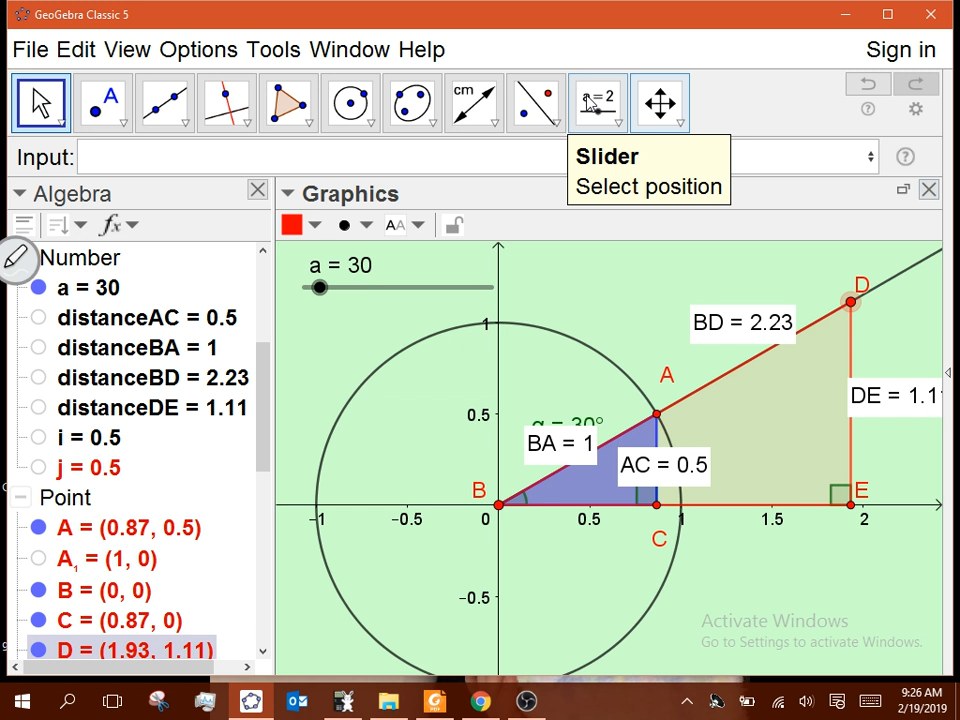 GeoGebra Classic 5
File Edit View Options Tools Window Help
Sign in
A
cm
a=2
Input:
Slider
Select position
Algebra
Graphics
fx
AA
Number
a = 30
distanceAC = 0.5
distanceBA = 1
distanceBD = 2.23
distanceDE = 1.11
i = 0.5
j = 0.5
Point
A = (0.87, 0.5)
A₁ = (1, 0)
B = (0, 0)
C = (0.87, 0)
D = (1.93, 1.11)
a = 30
D
1
BD = 2.23
A
DE = 1.11
0.5
α = 30°
BA = 1
AC = 0.5
B
E
-1
-0.5
0
0.5
1
1.5
2
C
-0.5
Activate Windows
Go to Settings to activate Windows.
9:26 AM
2/19/2019